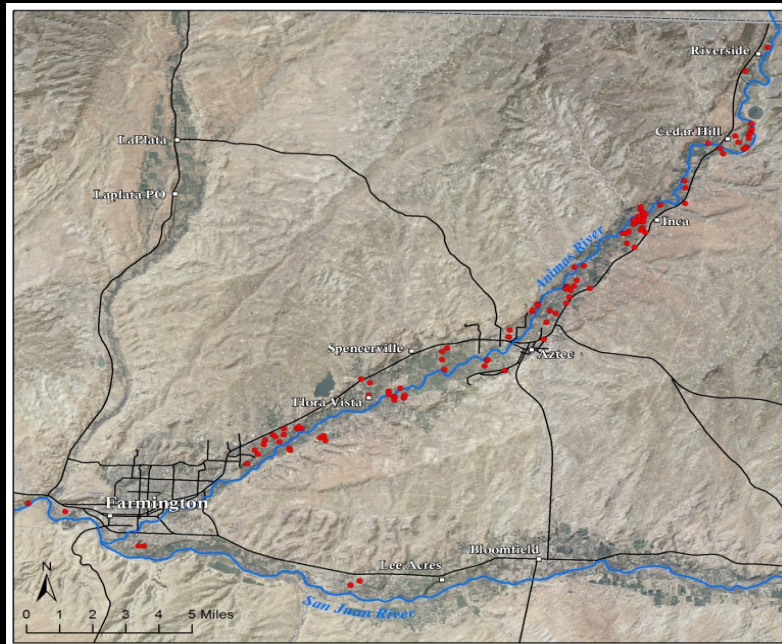 Riverside
Cedar Hill
LaPlata
Laplata PO
Inca
Animas River
Spencerville
Aztec
Flora Vista
Farmington
Bloomfield
Lee Acres
San Juan River
N
0 1 2 3 4 5 Miles